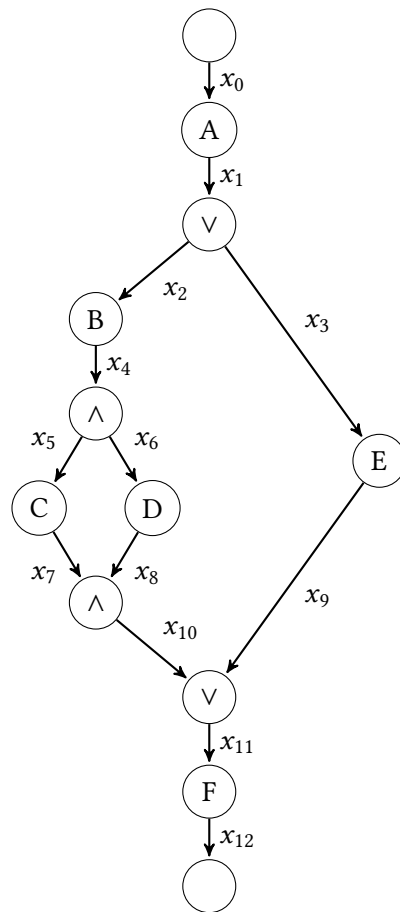 x₀
A
x₁
∨
x₂
x₃
B
x₄
∧
x₅
x₆
E
C
D
x₇
x₈
x₉
∧
x₁₀
∨
x₁₁
F
x₁₂